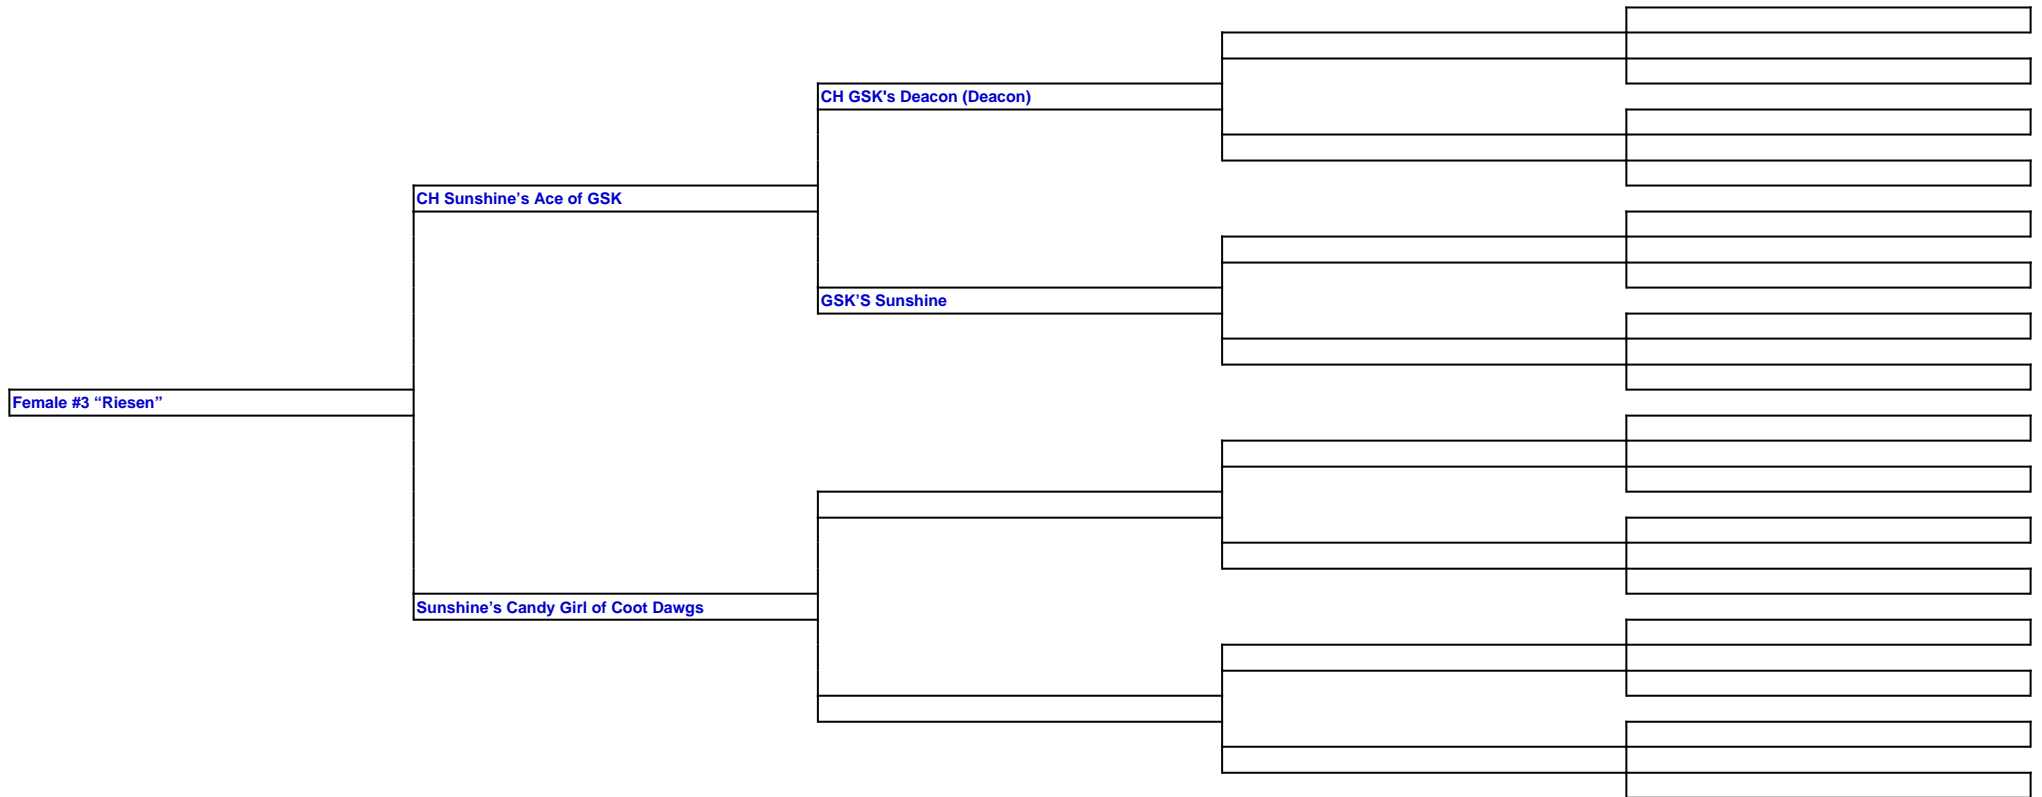 CH GSK's Deacon (Deacon)
CH Sunshine’s Ace of GSK
GSK’S Sunshine
Female #3 “Riesen”
Sunshine’s Candy Girl of Coot Dawgs